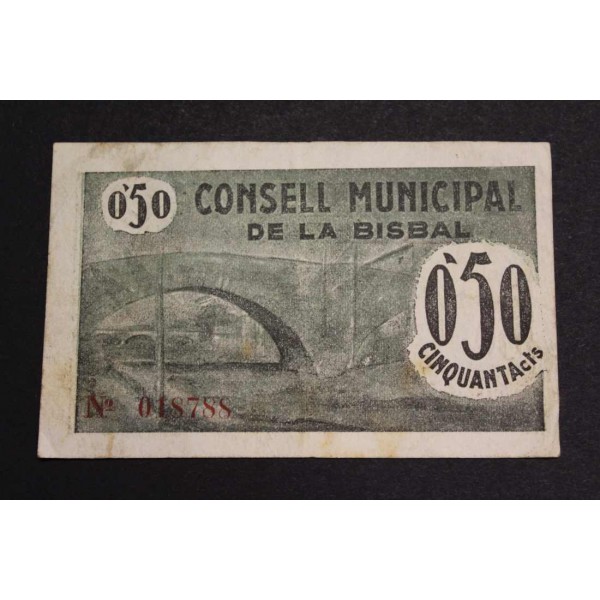 0'50 CONSELL MUNICIPAL
DE LA BISBAL
0'50
CINQUANTA cts
Nº 018788